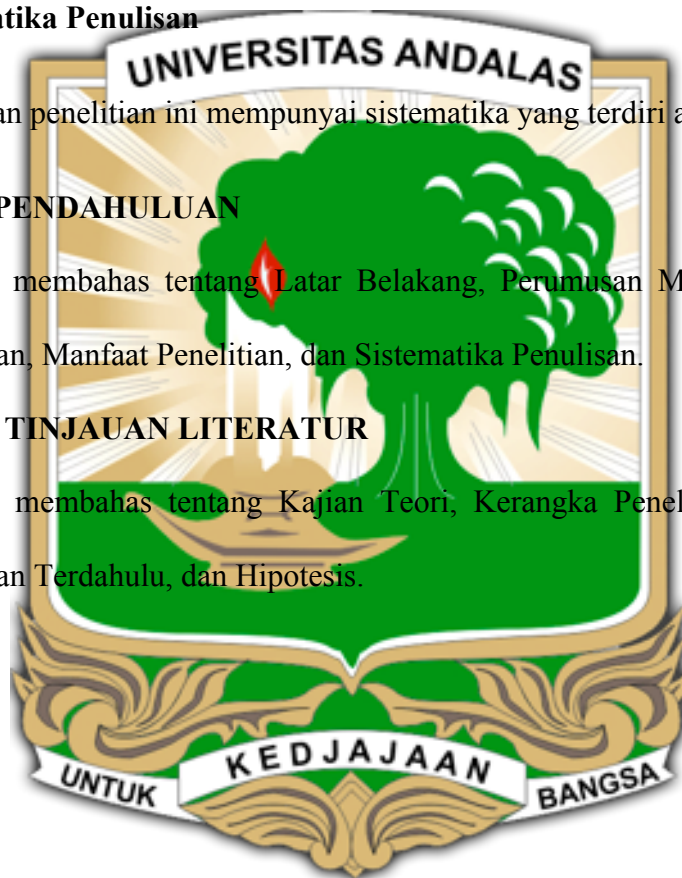 atika Penulisan
UNIVERSITAS ANDALAS
an penelitian ini mempunyai sistematika yang terdiri a
PENDAHULUAN
membahas tentang Latar Belakang, Perumusan M
an, Manfaat Penelitian, dan Sistematika Penulisan.
TINJAUAN LITERATUR
membahas tentang Kajian Teori, Kerangka Penel
an Terdahulu, dan Hipotesis.
UNTUK KEDJAJAAN BANGSA